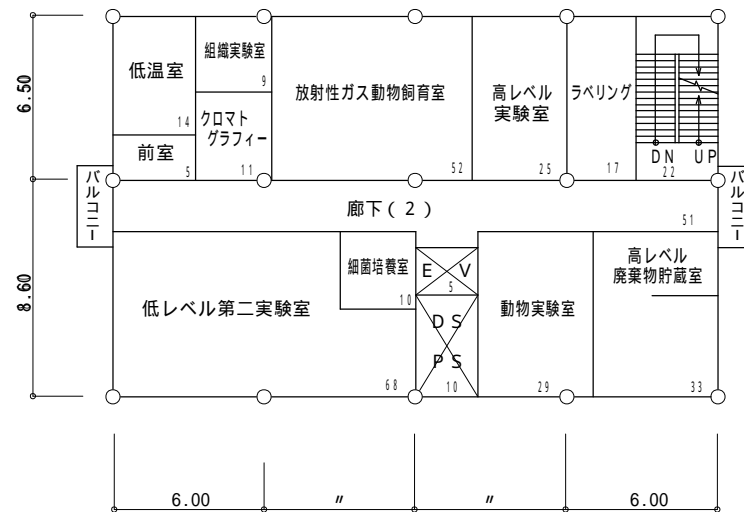 低温室
14
前室
5
組織実験室
9
クロマト
グラフィー
11
放射性ガス動物飼育室
52
高レベル
実験室
25
ラベリング
17
DN UP
22
6.50
バルコニー
廊下(2)
51
バルコニー
8.60
低レベル第二実験室
68
細菌培養室
10
EV
5
DS
PS
10
動物実験室
29
高レベル
廃棄物貯蔵室
33
6.00
〃
〃
6.00